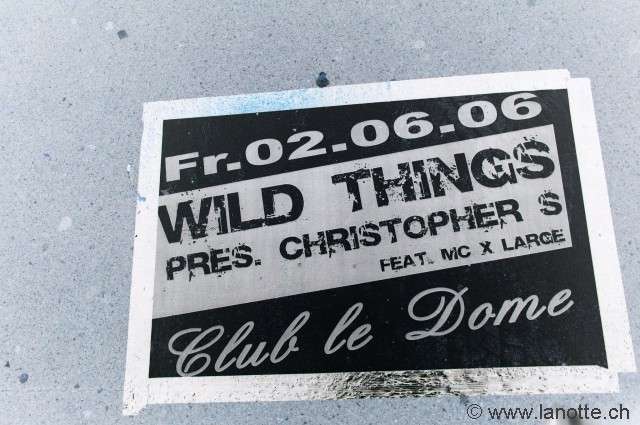 Fr.02.06.06
WILD THINGS
PRES. CHRISTOPHER S
FEAT. MC X LARGE
Club le Dome
© www.lanotte.ch